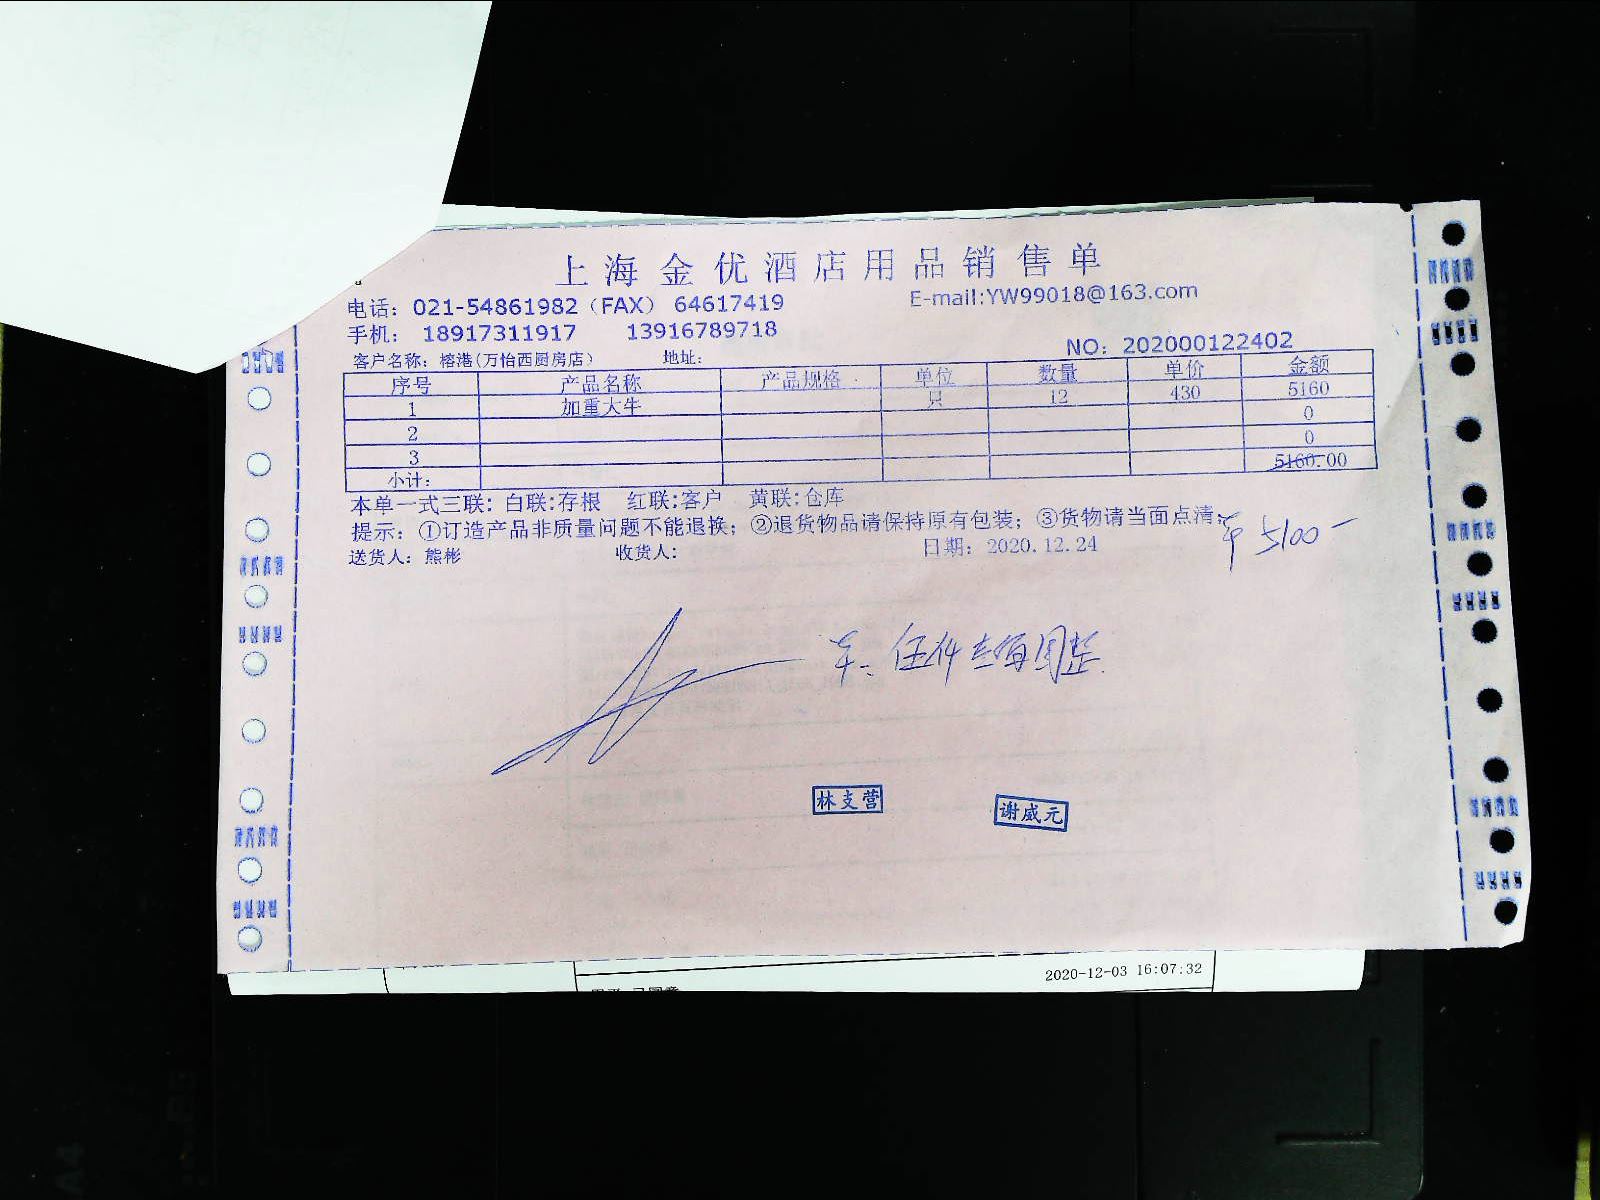 上海金优酒店用品销售单
电话：021-54861982（FAX） 64617419 E-mail:YW99018@163.com
手机： 18917311917 13916789718
NO：202000122402
客户名称：榕港(万怡西厨房店） 地址：
序号 产品名称 产品规格 单位 数量 单价 金额
1 加重大牛 只 12 430 5160
2 0
3 0
小计： 5160.00
本单一式三联：白联:存根 红联:客户 黄联:仓库
提示：①订造产品非质量问题不能退换；②退货物品请保持原有包装；③货物请当面点清；
5100-
送货人：熊彬 收货人： 日期：2020.12.24
林支营 谢威元
2020-12-03 16:07:32